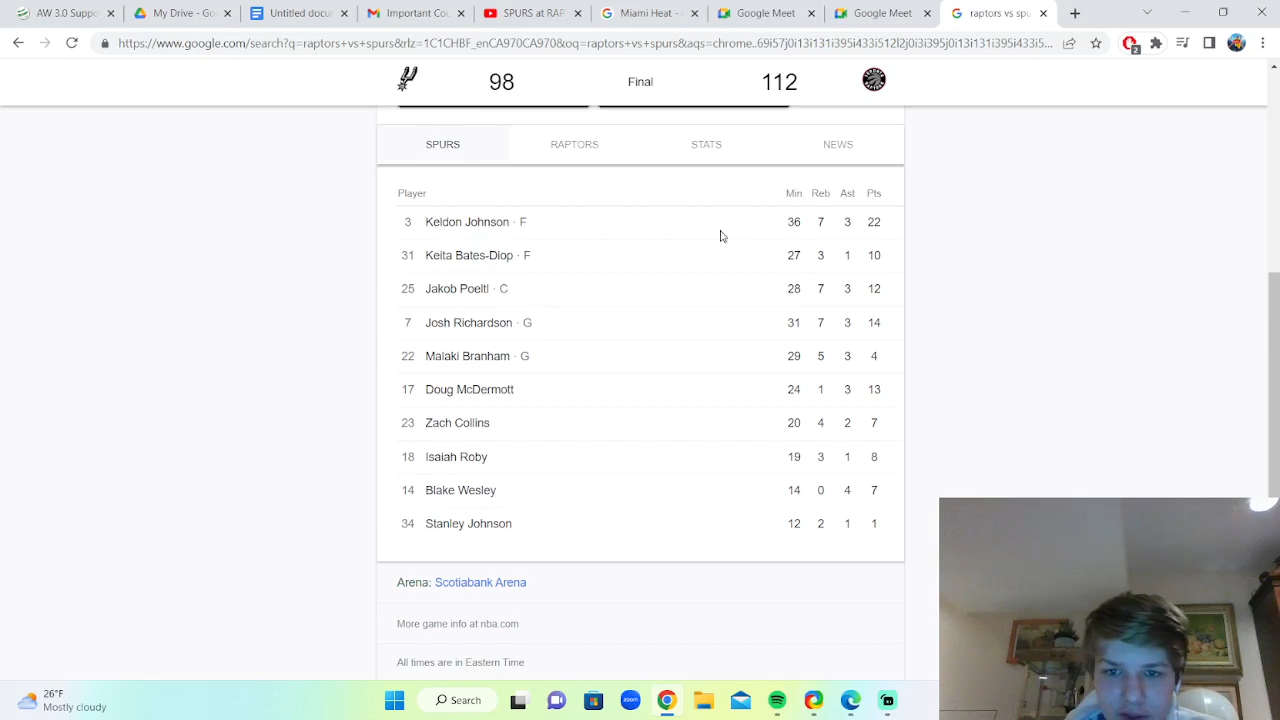 AW 3.0 Suppo
My Drive - Go
Untitled docum
Important Co
SPURS at RAP
Miami Heat -
Google Meet
Google Meet
raptors vs spu
https://www.google.com/search?q=raptors+vs+spurs&rlz=1C1CHBF_enCA970CA970&oq=raptors+vs+spurs&aqs=chrome..69i57j0i13i131i395i433i512l2j0i3i395j0i13i131i395i433i5...
2
98 Final 112
SPURS RAPTORS STATS NEWS
Player Min Reb Ast Pts
3 Keldon Johnson · F 36 7 3 22
31 Keita Bates-Diop · F 27 3 1 10
25 Jakob Poeltl · C 28 7 3 12
7 Josh Richardson · G 31 7 3 14
22 Malaki Branham · G 29 5 3 4
17 Doug McDermott 24 1 3 13
23 Zach Collins 20 4 2 7
18 Isaiah Roby 19 3 1 8
14 Blake Wesley 14 0 4 7
34 Stanley Johnson 12 2 1 1
Arena: Scotiabank Arena
More game info at nba.com
All times are in Eastern Time
26°F
Mostly cloudy
Search
zoom